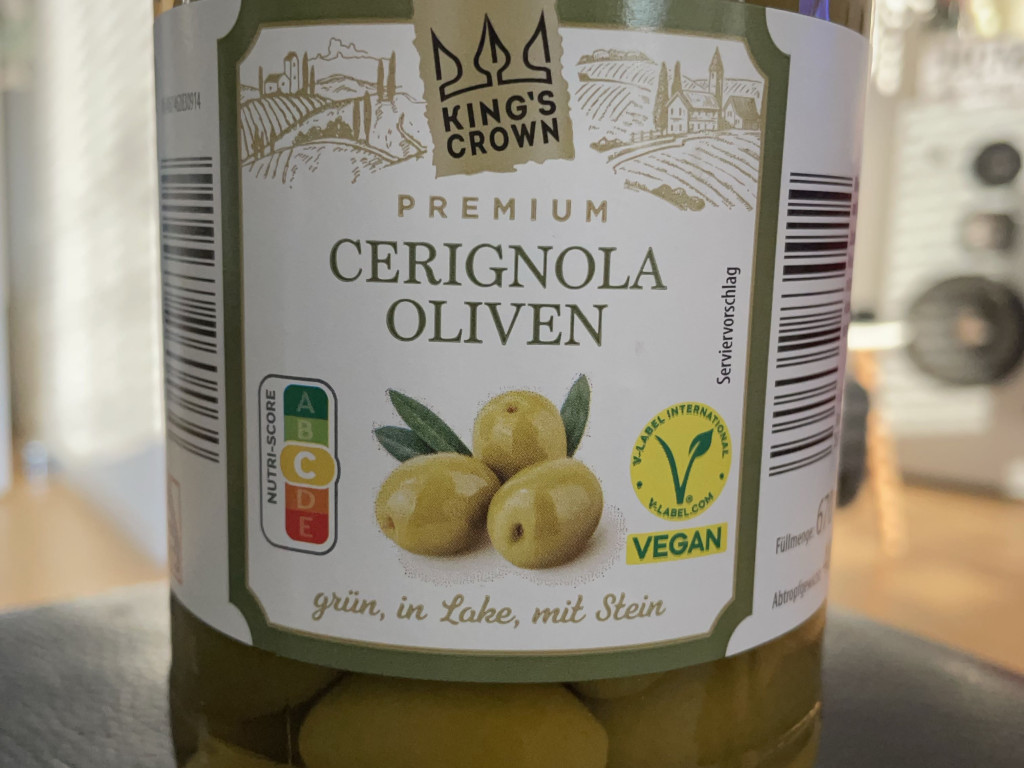 KING'S
CROWN
PREMIUM
CERIGNOLA
OLIVEN
Serviervorschlag
NUTRI-SCORE
A
B
C
D
E
V-LABEL INTERNATIONAL
V-LABEL.COM
®
VEGAN
grün, in Lake, mit Stein
Füllmenge:
Abtropfgewicht: